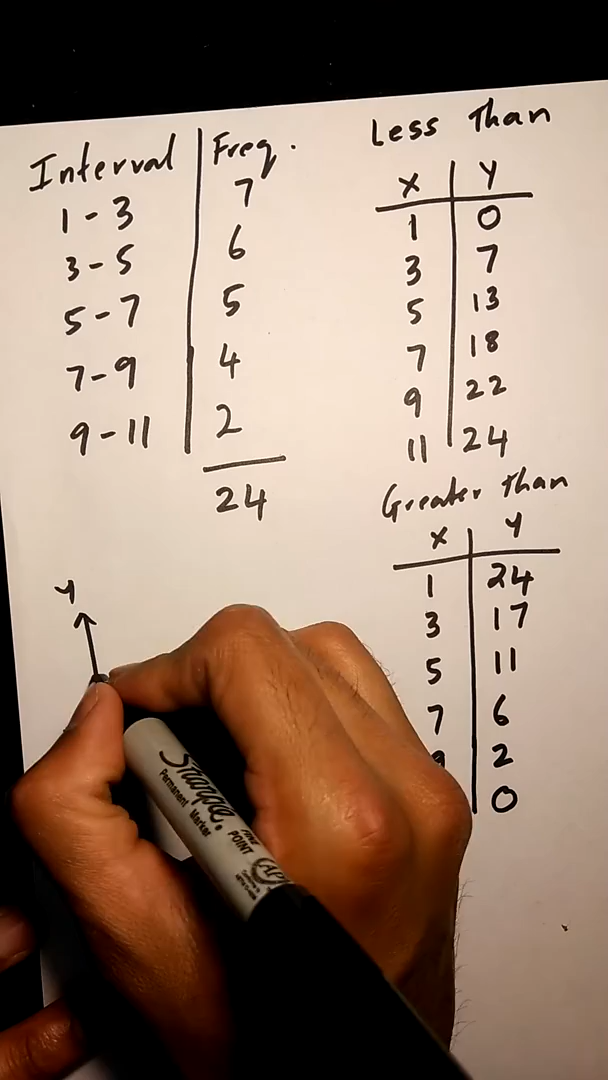 Interval Freq.
1-3 7
3-5 6
5-7 5
7-9 4
9-11 2
24
Less Than
X Y
1 0
3 7
5 13
7 18
9 22
11 24
Greater than
X Y
1 24
3 17
5 11
7 6
9 2
0
Y
Sharpie.
Permanent Marker
FINE
POINT
AP